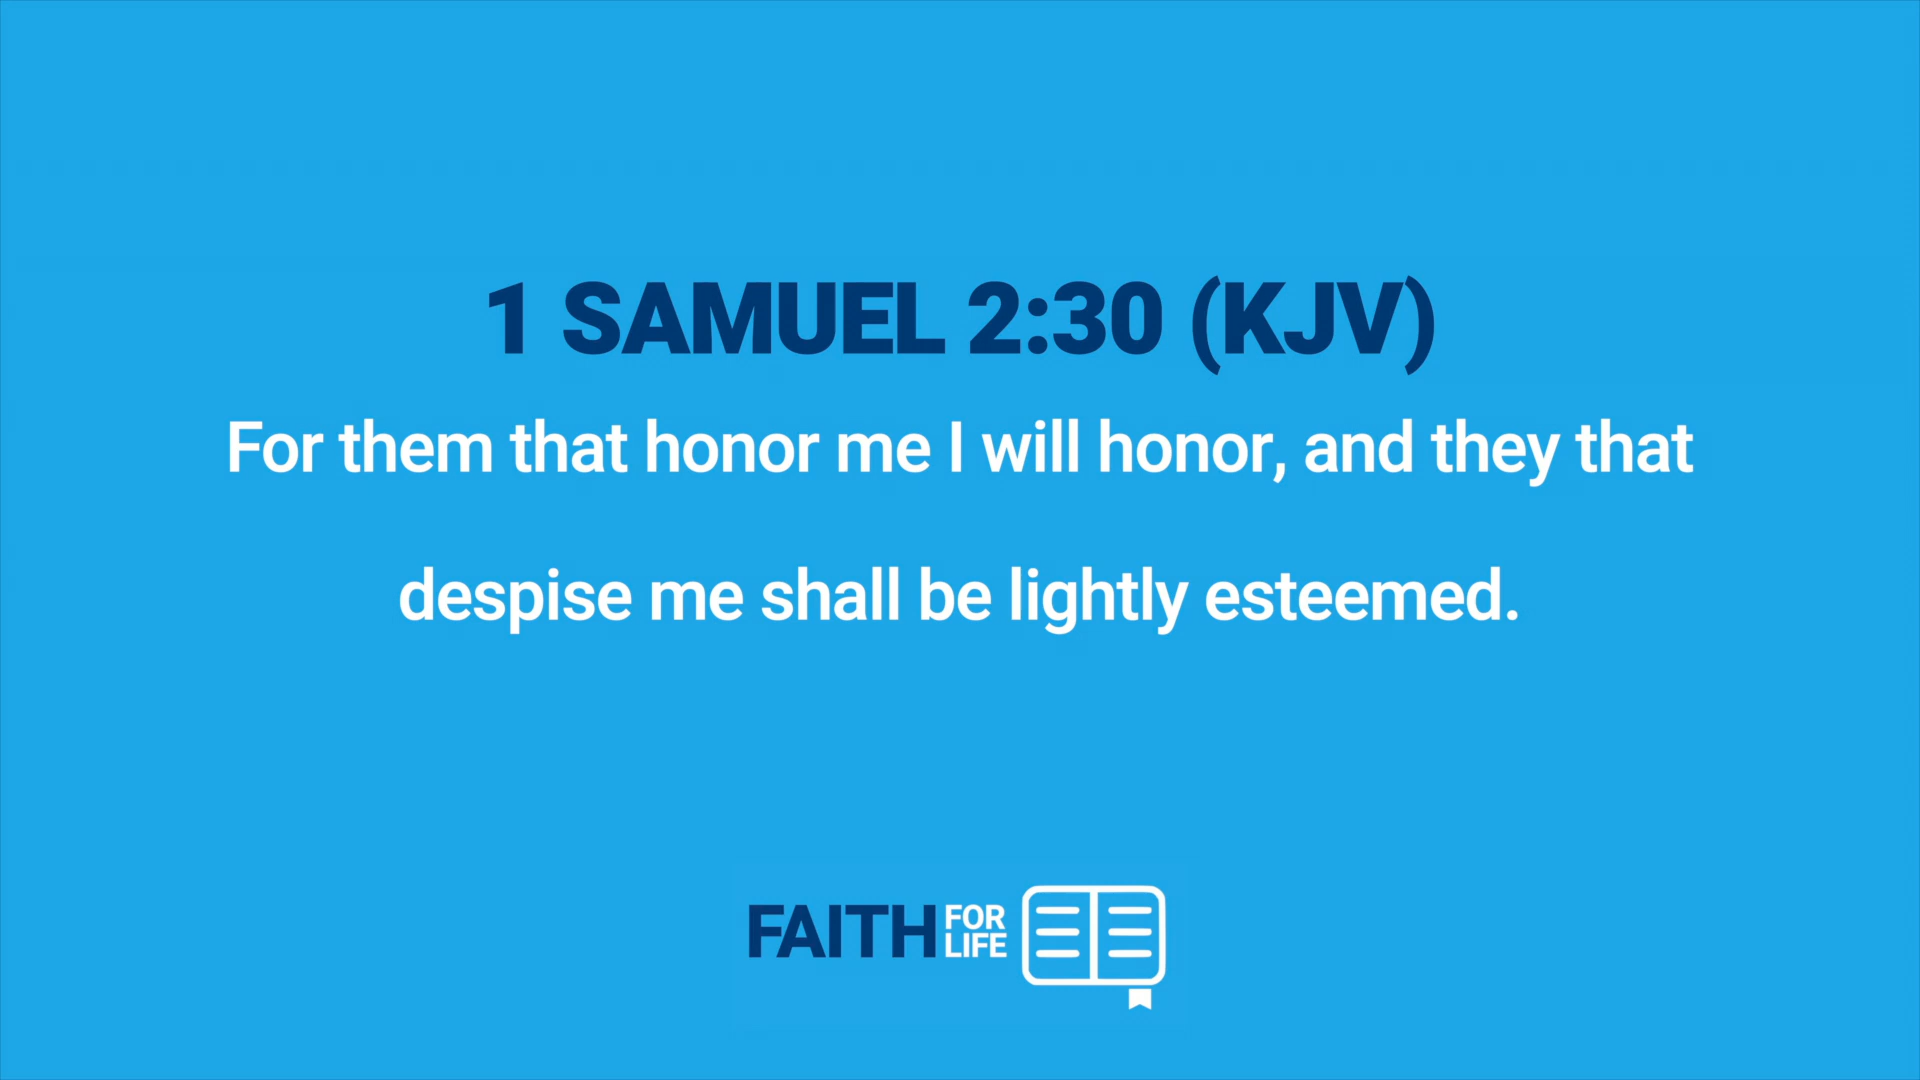 1 SAMUEL 2:30 (KJV)
For them that honor me I will honor, and they that
despise me shall be lightly esteemed.
FAITH FOR
LIFE